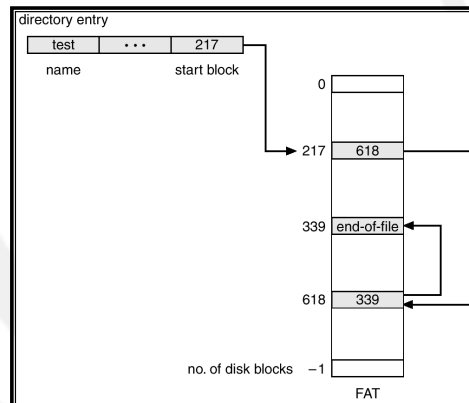 directory entry
test ••• 217
name start block
0
217 618
339 end-of-file
618 339
no. of disk blocks –1
FAT